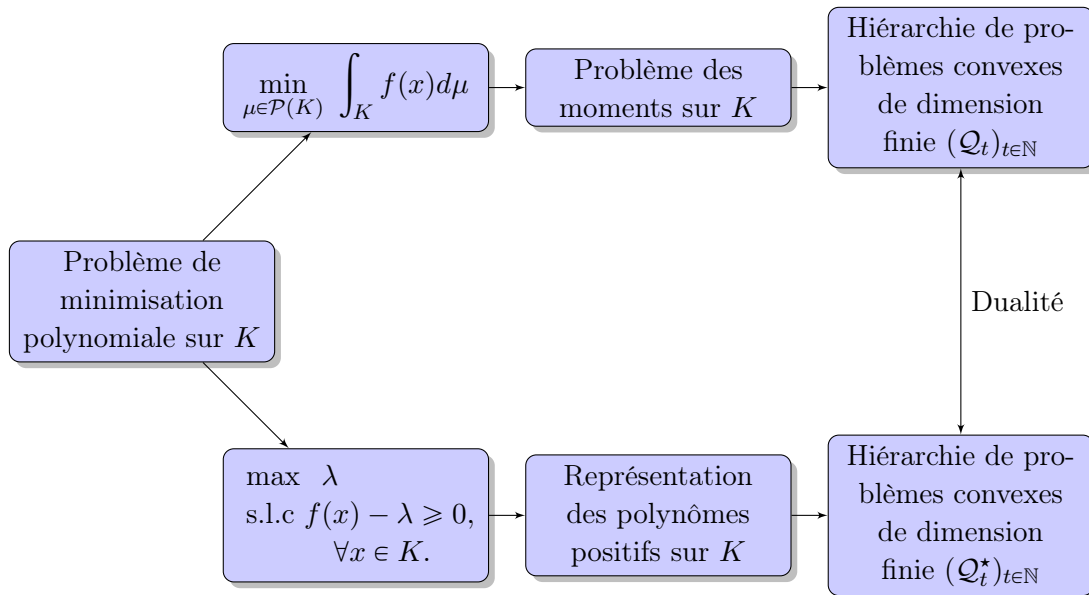 Problème de
minimisation
polynomiale sur K
min ∫_K f(x)dμ
μ∈𝒫(K)
Problème des
moments sur K
Hiérarchie de pro-
blèmes convexes
de dimension
finie (𝒬_t)_{t∈ℕ}
Dualité
max λ
s.l.c f(x) − λ ⩾ 0,
∀x ∈ K.
Représentation
des polynômes
positifs sur K
Hiérarchie de pro-
blèmes convexes
de dimension
finie (𝒬_t^⋆)_{t∈ℕ}